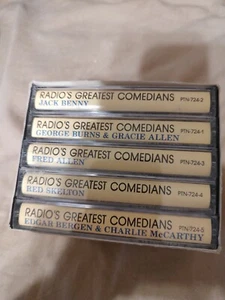 RADIO'S GREATEST COMEDIANS PTN-724-2
JACK BENNY
RADIO'S GREATEST COMEDIANS PTN-724-1
GEORGE BURNS & GRACIE ALLEN
RADIO'S GREATEST COMEDIANS PTN-724-3
FRED ALLEN
RADIO'S GREATEST COMEDIANS PTN-724-4
RED SKELTON
RADIO'S GREATEST COMEDIANS PTN-724-5
EDGAR BERGEN & CHARLIE McCARTHY